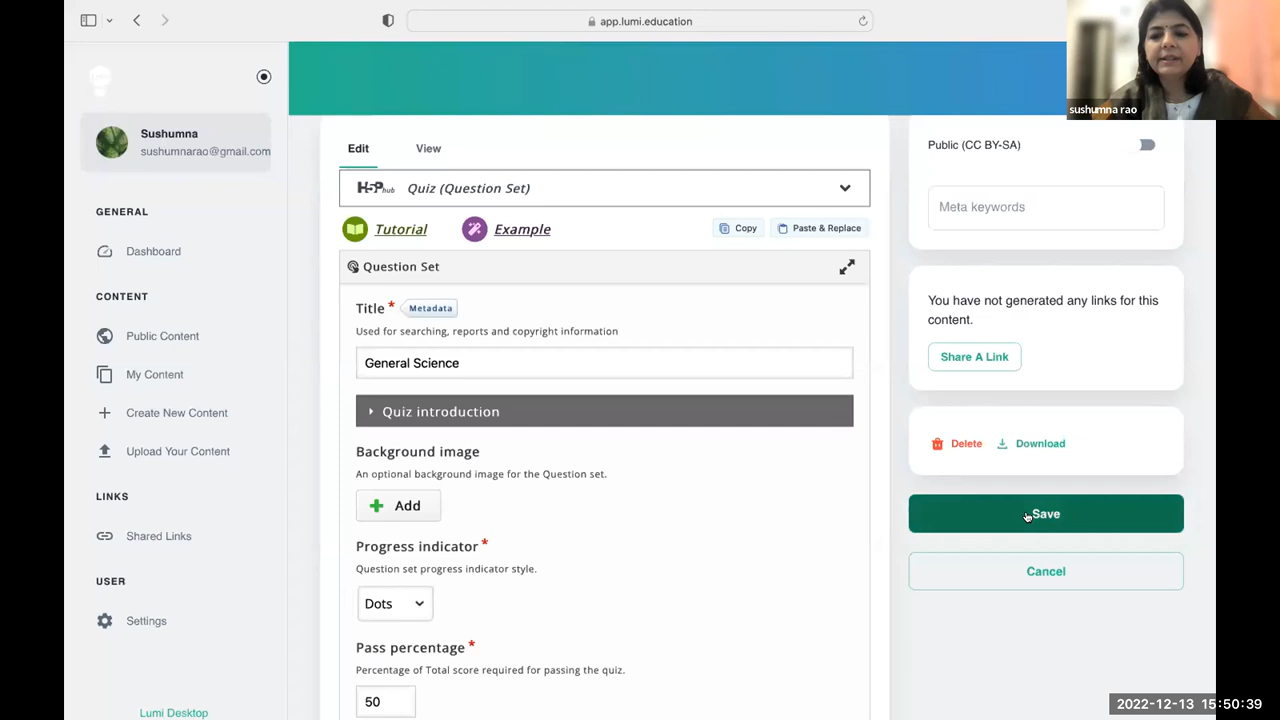 app.lumi.education
sushumna rao
Sushumna
sushumnarao@gmail.com
GENERAL
Dashboard
CONTENT
Public Content
My Content
Create New Content
Upload Your Content
LINKS
Shared Links
USER
Settings
Lumi Desktop
Edit
View
H5P hub Quiz (Question Set)
Tutorial
Example
Copy
Paste & Replace
Question Set
Title * Metadata
Used for searching, reports and copyright information
General Science
Quiz introduction
Background image
An optional background image for the Question set.
Add
Progress indicator *
Question set progress indicator style.
Dots
Pass percentage *
Percentage of Total score required for passing the quiz.
50
Public (CC BY-SA)
Meta keywords
You have not generated any links for this
content.
Share A Link
Delete
Download
Save
Cancel
2022-12-13 15:50:39